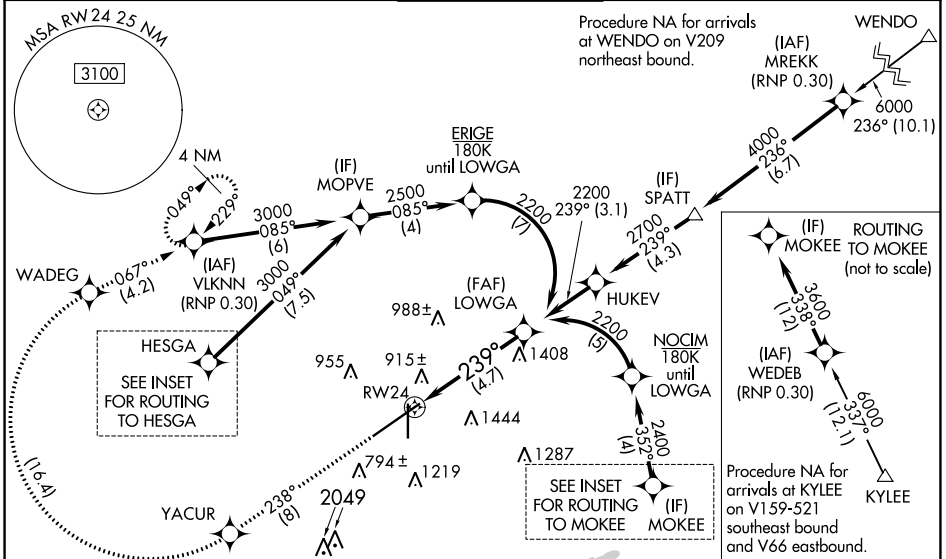 MSA RW24 25 NM
3100
Procedure NA for arrivals
at WENDO on V209
northeast bound.
WENDO
(IAF)
MREKK
(RNP 0.30)
6000
236° (10.1)
4000
236°
(6.7)
4 NM
049°
229°
(IF)
MOPVE
ERIGE
180K
until LOWGA
2500
085°
(4)
2200
(7)
2200
239° (3.1)
(IF)
SPATT
2700
239°
(4.3)
3000
085°
(6)
WADEG
067°
(4.2)
(IAF)
VLKNN
(RNP 0.30)
3000
049°
(7.5)
(FAF)
LOWGA
HUKEV
988±
2200
(5)
NOCIM
180K
until
LOWGA
HESGA
SEE INSET
FOR ROUTING
TO HESGA
955
915±
RW24
239°
(4.7)
1408
1444
2400
352°
(4)
794±
1219
1287
2049
(16.4)
YACUR
238°
(8)
SEE INSET
FOR ROUTING
TO MOKEE
(IF)
MOKEE
(IF)
MOKEE
ROUTING
TO MOKEE
(not to scale)
3600
338°
(12)
(IAF)
WEDEB
(RNP 0.30)
6000
337°
(12.1)
KYLEE
Procedure NA for
arrivals at KYLEE
on V159-521
southeast bound
and V66 eastbound.